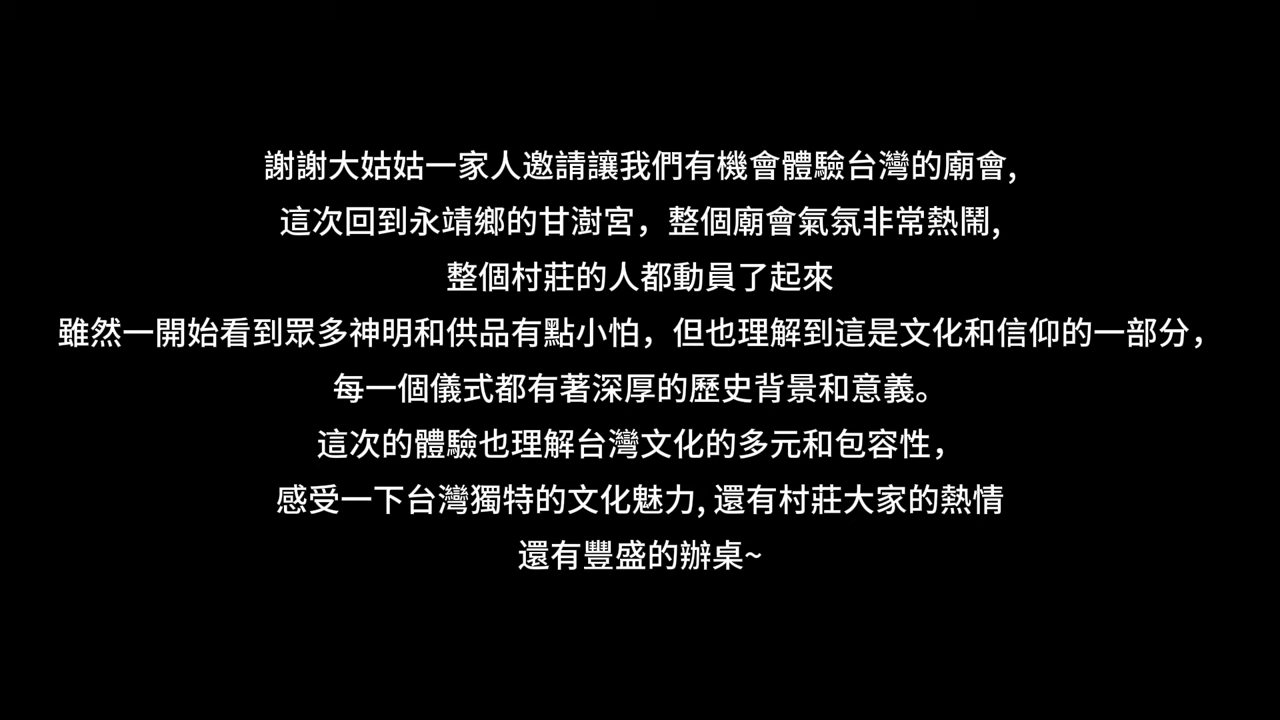 謝謝大姑姑一家人邀請讓我們有機會體驗台灣的廟會,
這次回到永靖鄉的甘澍宮，整個廟會氣氛非常熱鬧,
整個村莊的人都動員了起來
雖然一開始看到眾多神明和供品有點小怕，但也理解到這是文化和信仰的一部分，
每一個儀式都有著深厚的歷史背景和意義。
這次的體驗也理解台灣文化的多元和包容性，
感受一下台灣獨特的文化魅力, 還有村莊大家的熱情
還有豐盛的辦桌~